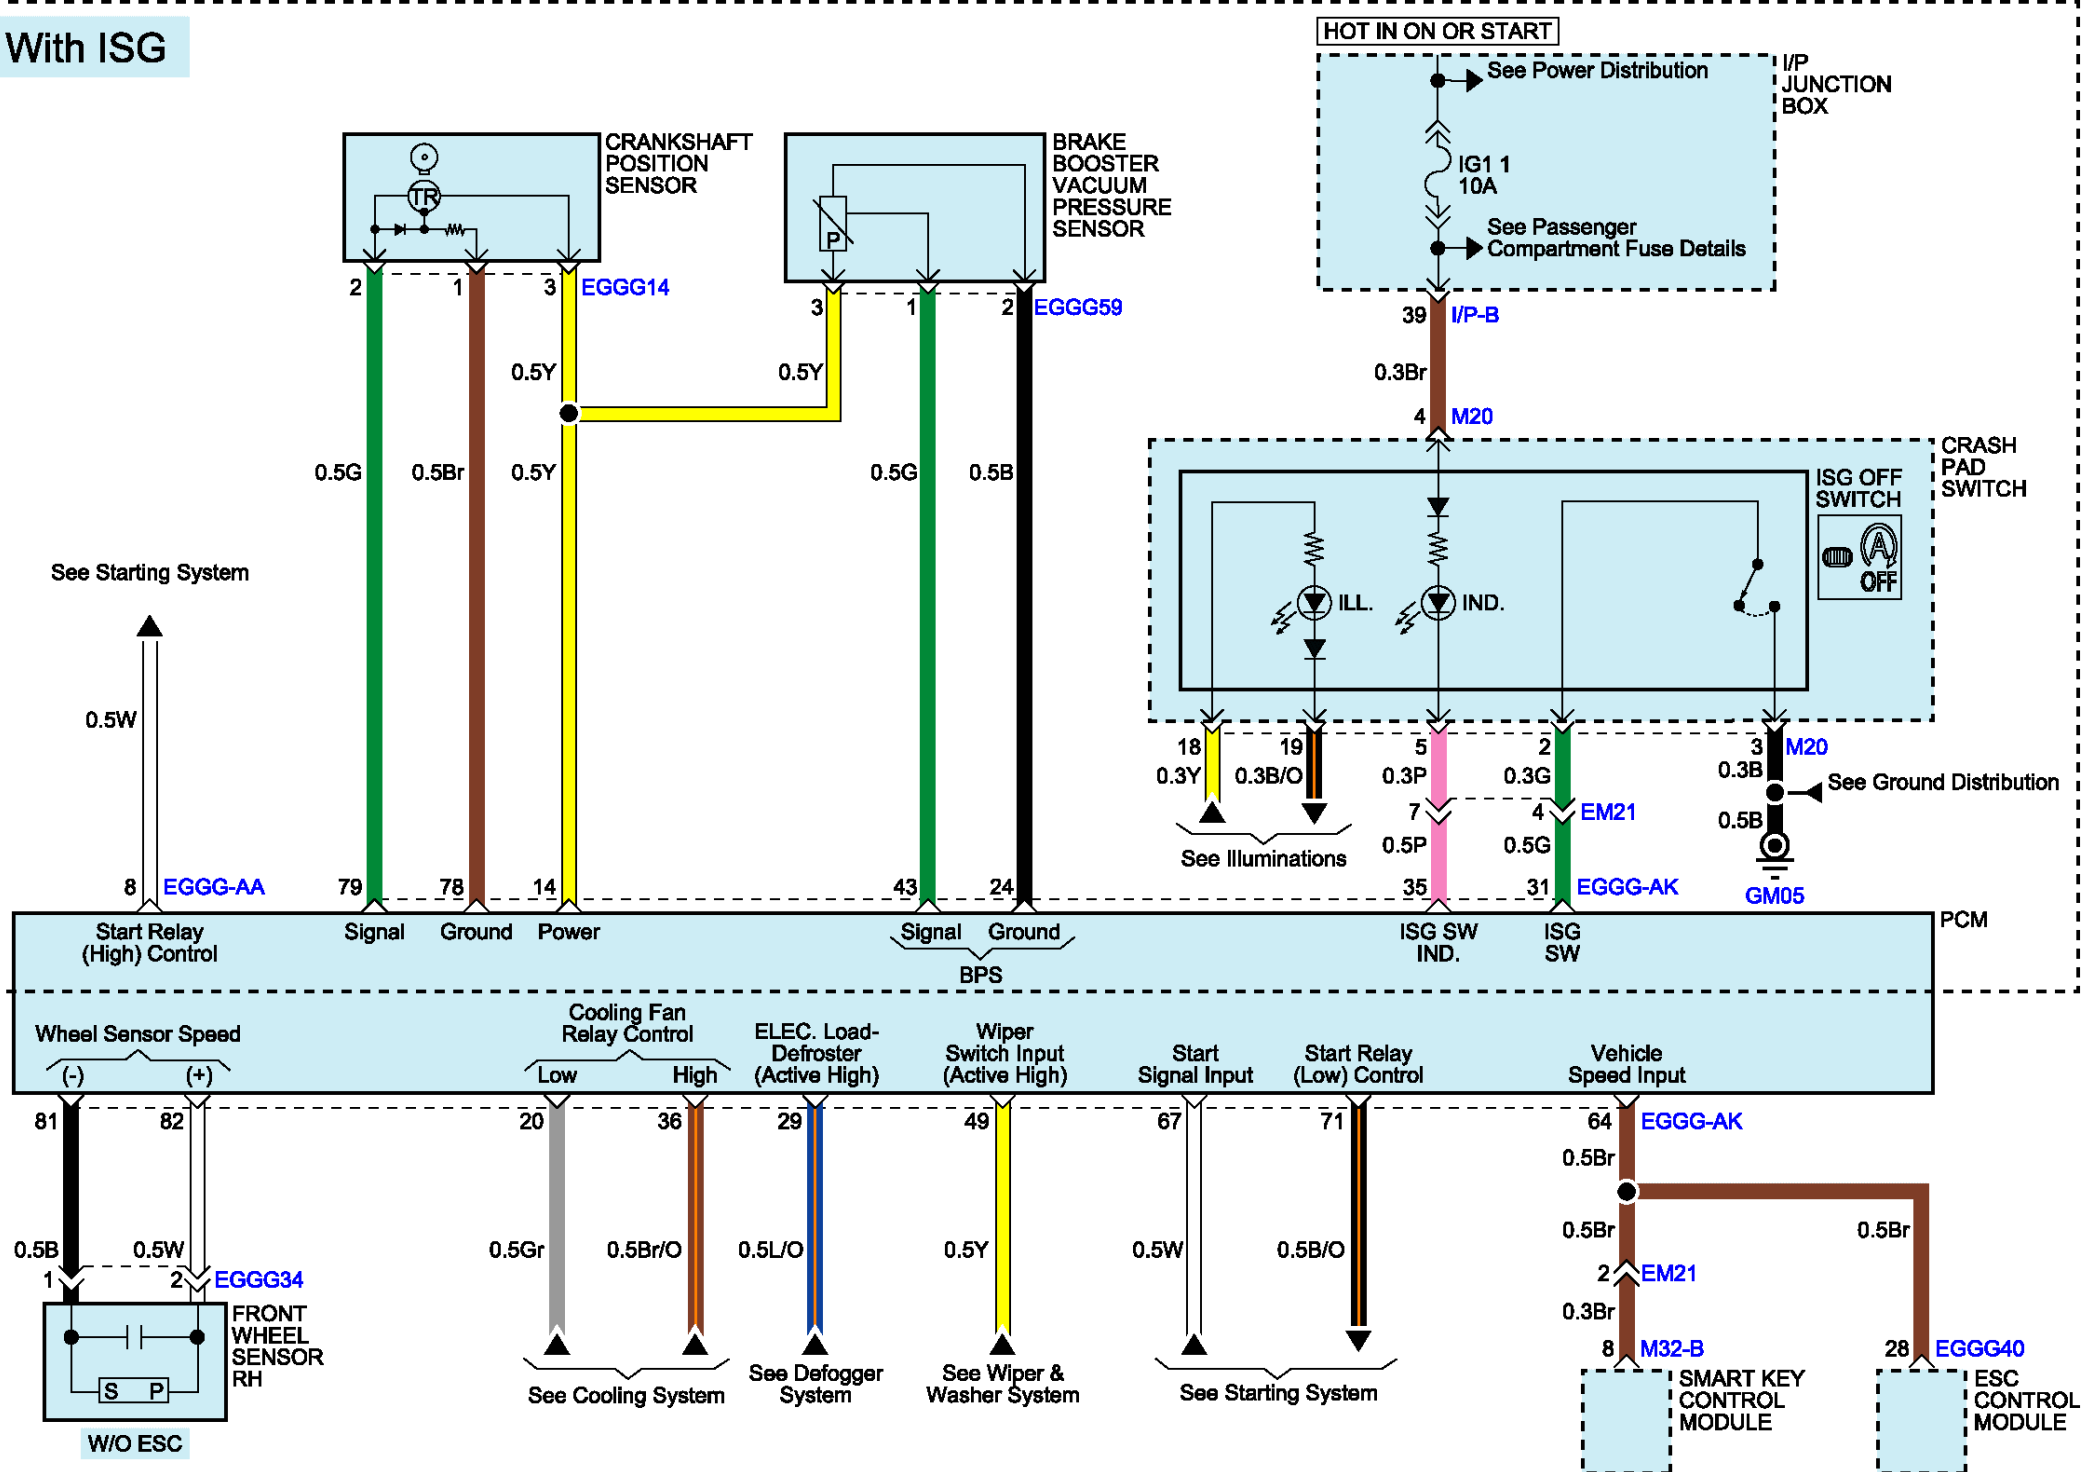 With ISG
HOT IN ON OR START
See Power Distribution
I/P
JUNCTION
BOX
IG1 1
10A
See Passenger
Compartment Fuse Details
CRANKSHAFT
POSITION
SENSOR
TR
BRAKE
BOOSTER
VACUUM
PRESSURE
SENSOR
P
2
1
3
EGGG14
3
1
2
EGGG59
39
I/P-B
0.5Y
0.5Y
0.3Br
4
M20
0.5G
0.5Br
0.5Y
0.5G
0.5B
CRASH
PAD
SWITCH
ISG OFF
SWITCH
A
OFF
ILL.
IND.
See Starting System
0.5W
18
19
5
2
3
M20
0.3Y
0.3B/O
0.3P
0.3G
0.3B
See Ground Distribution
7
4
EM21
0.5B
0.5P
0.5G
See Illuminations
GM05
8
EGGG-AA
79
78
14
43
24
35
31
EGGG-AK
PCM
Start Relay
(High) Control
Signal
Ground
Power
Signal
Ground
BPS
ISG SW
IND.
ISG
SW
Wheel Sensor Speed
(-)
(+)
Cooling Fan
Relay Control
Low
High
ELEC. Load-
Defroster
(Active High)
Wiper
Switch Input
(Active High)
Start
Signal Input
Start Relay
(Low) Control
Vehicle
Speed Input
81
82
20
36
29
49
67
71
64
EGGG-AK
0.5Br
0.5B
0.5W
0.5Gr
0.5Br/O
0.5L/O
0.5Y
0.5W
0.5B/O
0.5Br
0.5Br
1
2
EGGG34
2
EM21
0.3Br
8
M32-B
28
EGGG40
FRONT
WHEEL
SENSOR
RH
S
P
W/O ESC
See Cooling System
See Defogger
System
See Wiper &
Washer System
See Starting System
SMART KEY
CONTROL
MODULE
ESC
CONTROL
MODULE